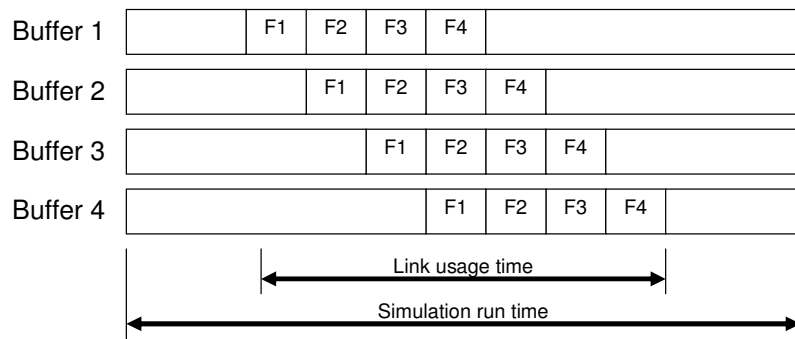 Buffer 1 F1 F2 F3 F4
Buffer 2 F1 F2 F3 F4
Buffer 3 F1 F2 F3 F4
Buffer 4 F1 F2 F3 F4
Link usage time
Simulation run time